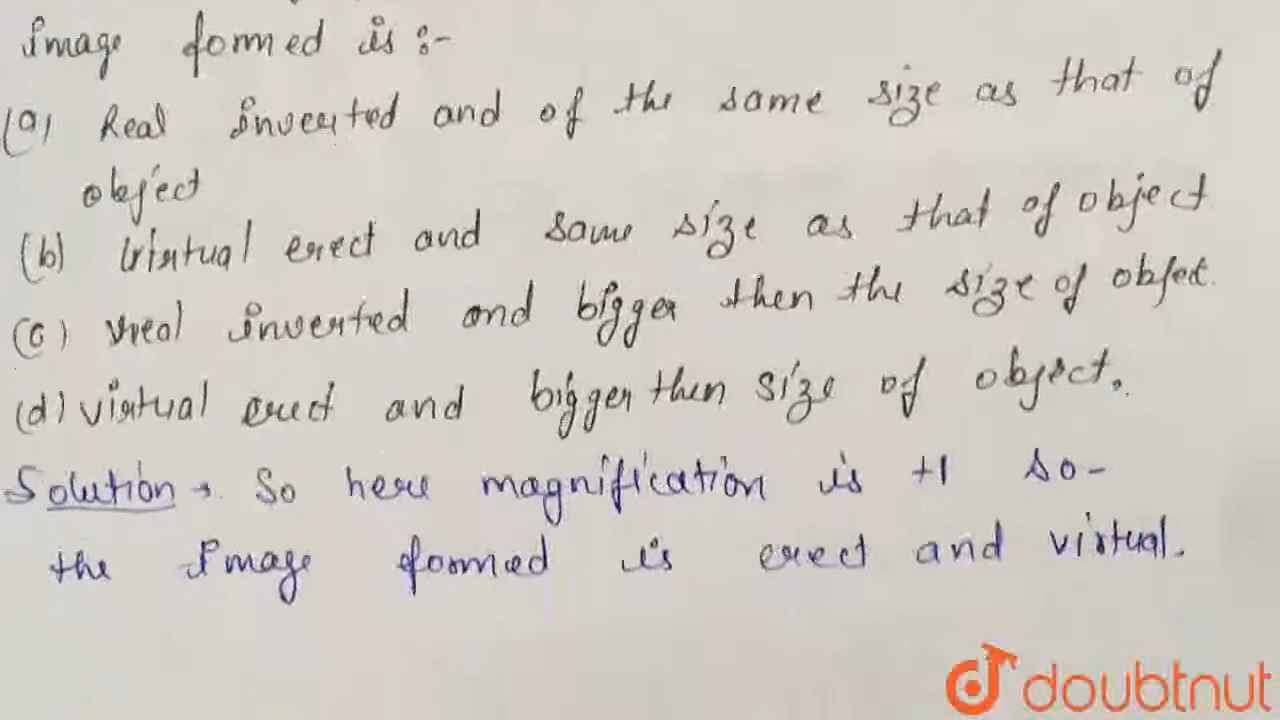 Image formed is :-
(a) Real inverted and of the same size as that of
object
(b) Virtual erect and same size as that of object
(c) real inverted and bigger then the size of object.
(d) virtual erect and bigger then size of object.
Solution → So here magnification is +1 so-
the Image formed is erect and virtual.
doubtnut